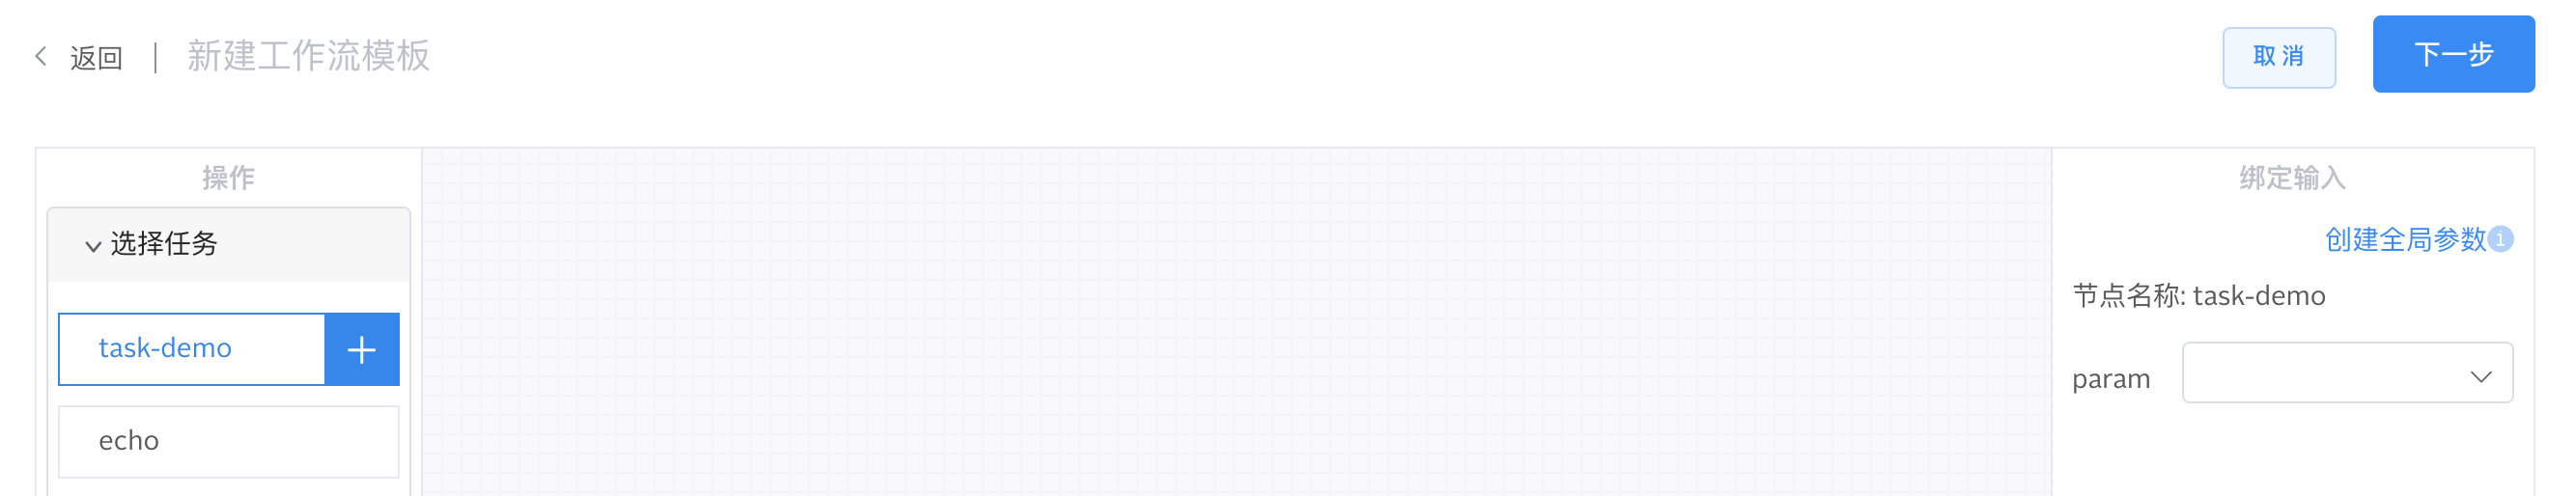 返回 新建工作流模板 取消 下一步
操作
选择任务
task-demo
echo
绑定输入
创建全局参数
节点名称: task-demo
param